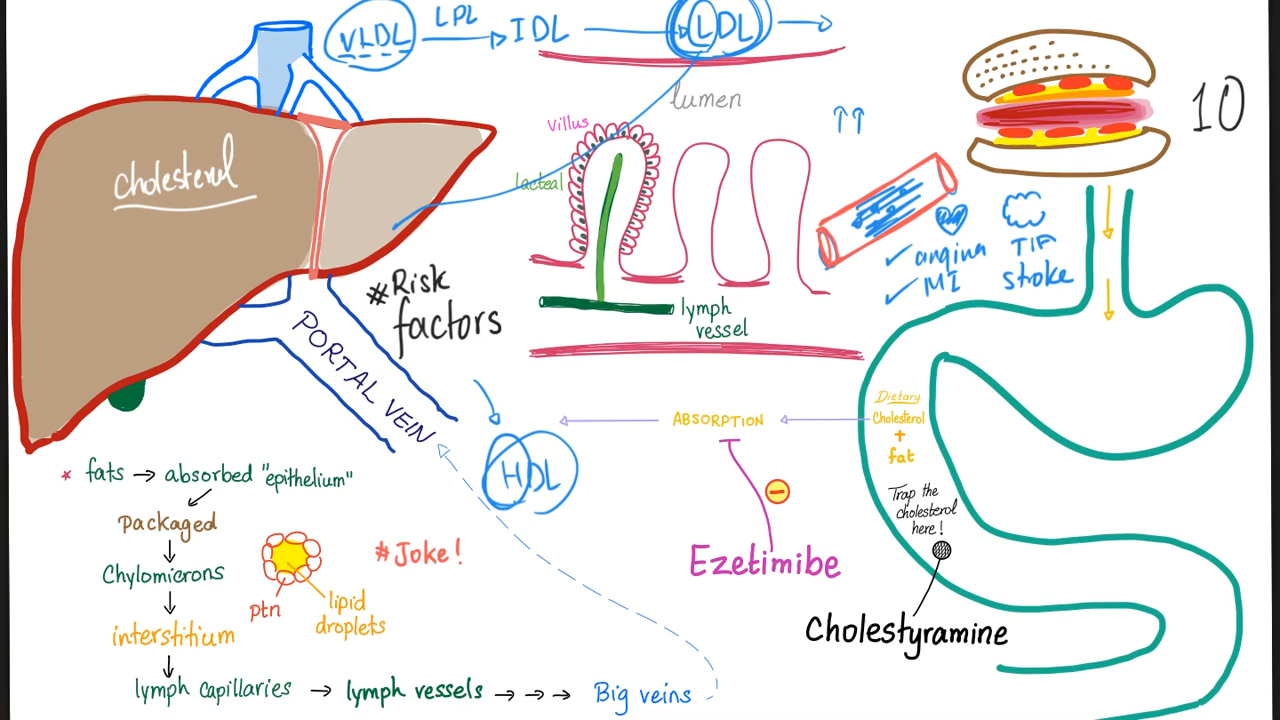 VLDL
LPL
IDL
LDL
lumen
villus
lacteal
↑↑
10
cholesterol
✓ angina
✓ MI
TIA
stroke
#Risk
factors
lymph
vessel
PORTAL VEIN
Dietary
Cholesterol
+
fat
ABSORPTION
HDL
* fats → absorbed "epithelium"
Packaged
Chylomicrons
interstitium
lymph capillaries → lymph vessels → → → Big veins
ptn
lipid
droplets
#Joke!
Trap the
cholesterol
here!
Ezetimibe
Cholestyramine